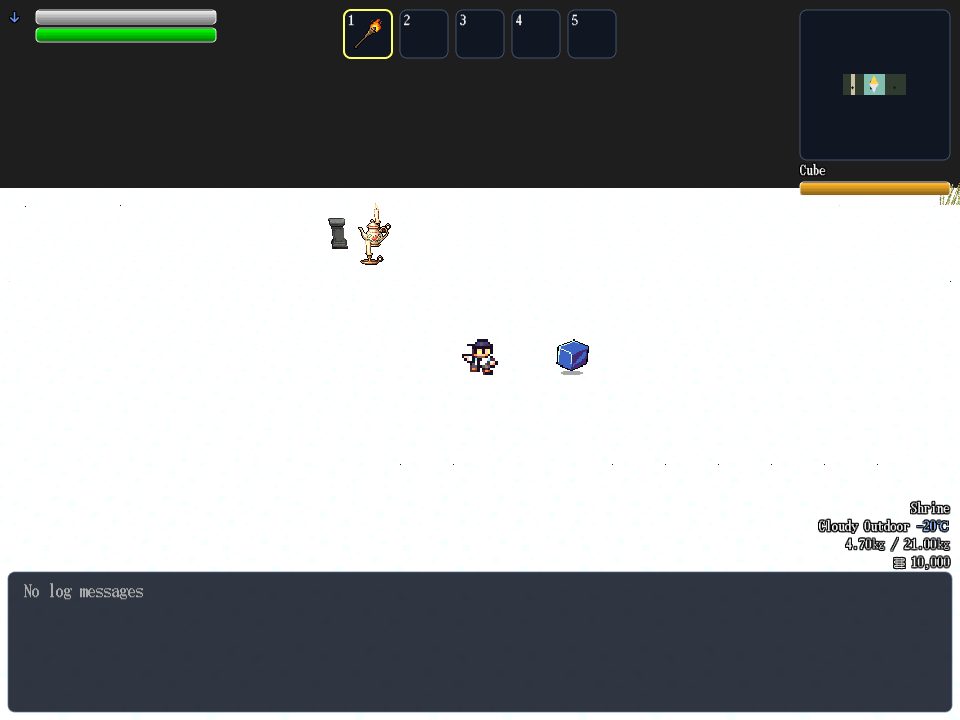 1
2
3
4
5
Cube
Shrine
Cloudy Outdoor -20℃
4.70kg / 21.00kg
10,000
No log messages